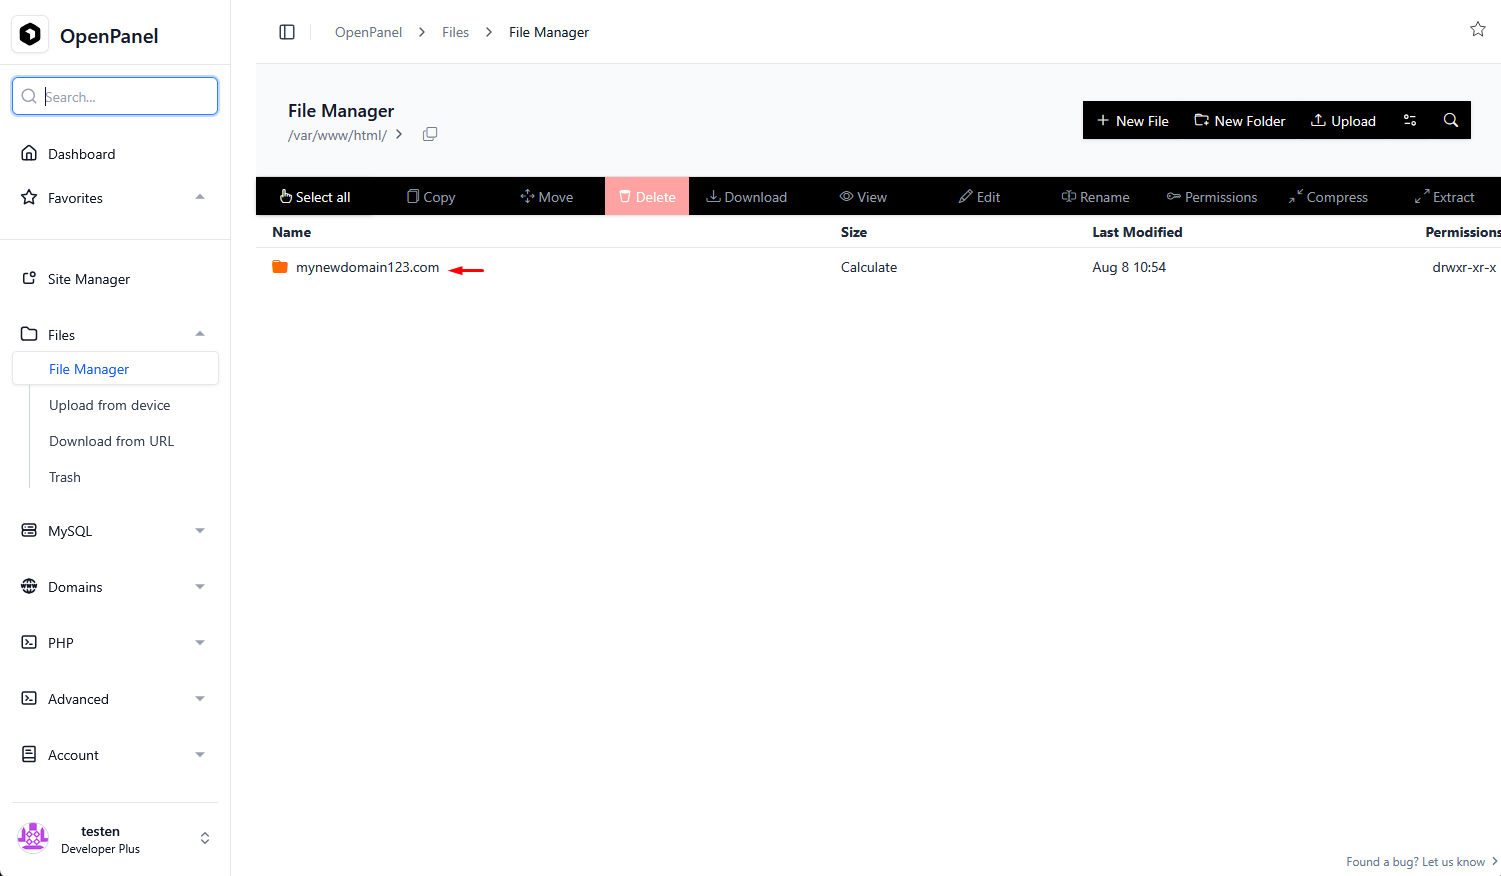 OpenPanel
Search...
Dashboard
Favorites
Site Manager
Files
File Manager
Upload from device
Download from URL
Trash
MySQL
Domains
PHP
Advanced
Account
testen
Developer Plus
OpenPanel > Files > File Manager
File Manager
/var/www/html/ >
+ New File New Folder Upload
Select all Copy Move Delete Download View Edit Rename Permissions Compress Extract
Name Size Last Modified Permissions
mynewdomain123.com Calculate Aug 8 10:54 drwxr-xr-x
Found a bug? Let us know >